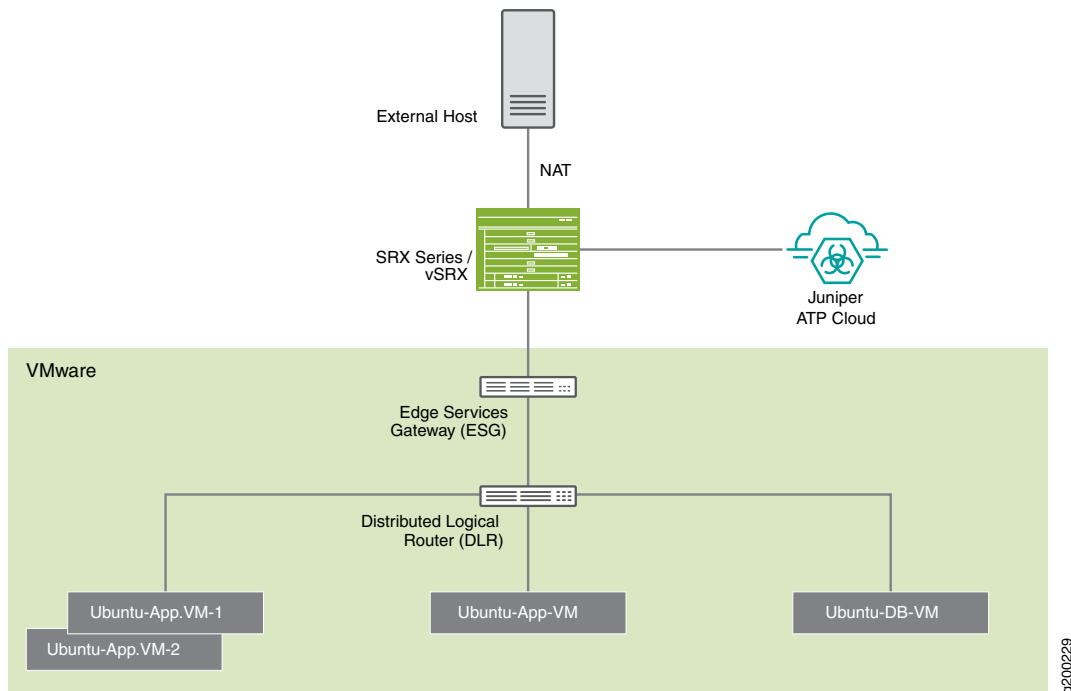 External Host
NAT
SRX Series /
vSRX
Juniper
ATP Cloud
VMware
Edge Services
Gateway (ESG)
Distributed Logical
Router (DLR)
Ubuntu-App.VM-1
Ubuntu-App-VM
Ubuntu-DB-VM
Ubuntu-App.VM-2
g200229